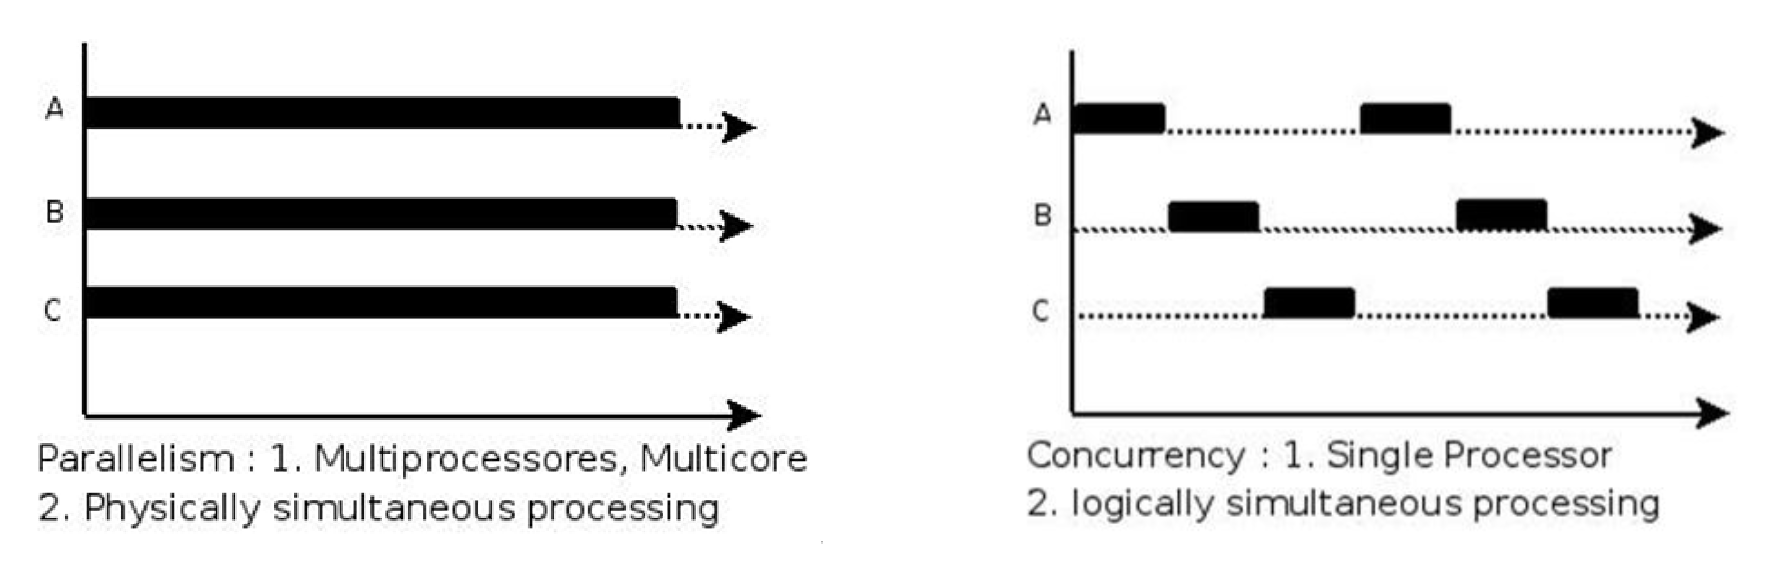 A
B
C
Parallelism : 1. Multiprocessores, Multicore
2. Physically simultaneous processing
A
B
C
Concurrency : 1. Single Processor
2. logically simultaneous processing